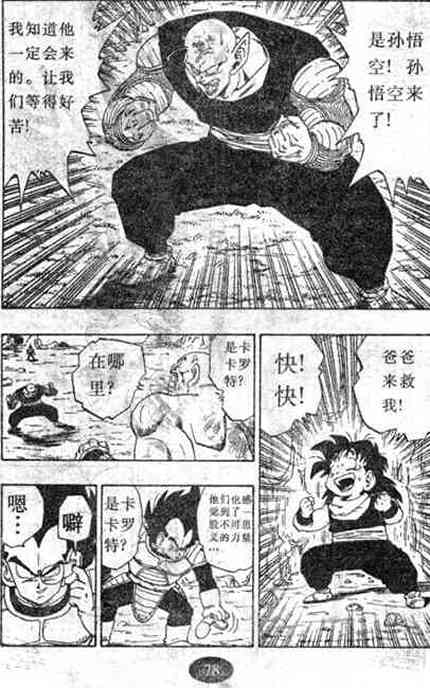 是孙悟
空！孙
悟空来
了！
我知道他
一定会来
的。让我
们等得好
苦！
爸爸
来救
我！
快！
快！
是卡
卡罗
特？
在哪
里？
是卡
卡罗
特？
噼
嗯…
78